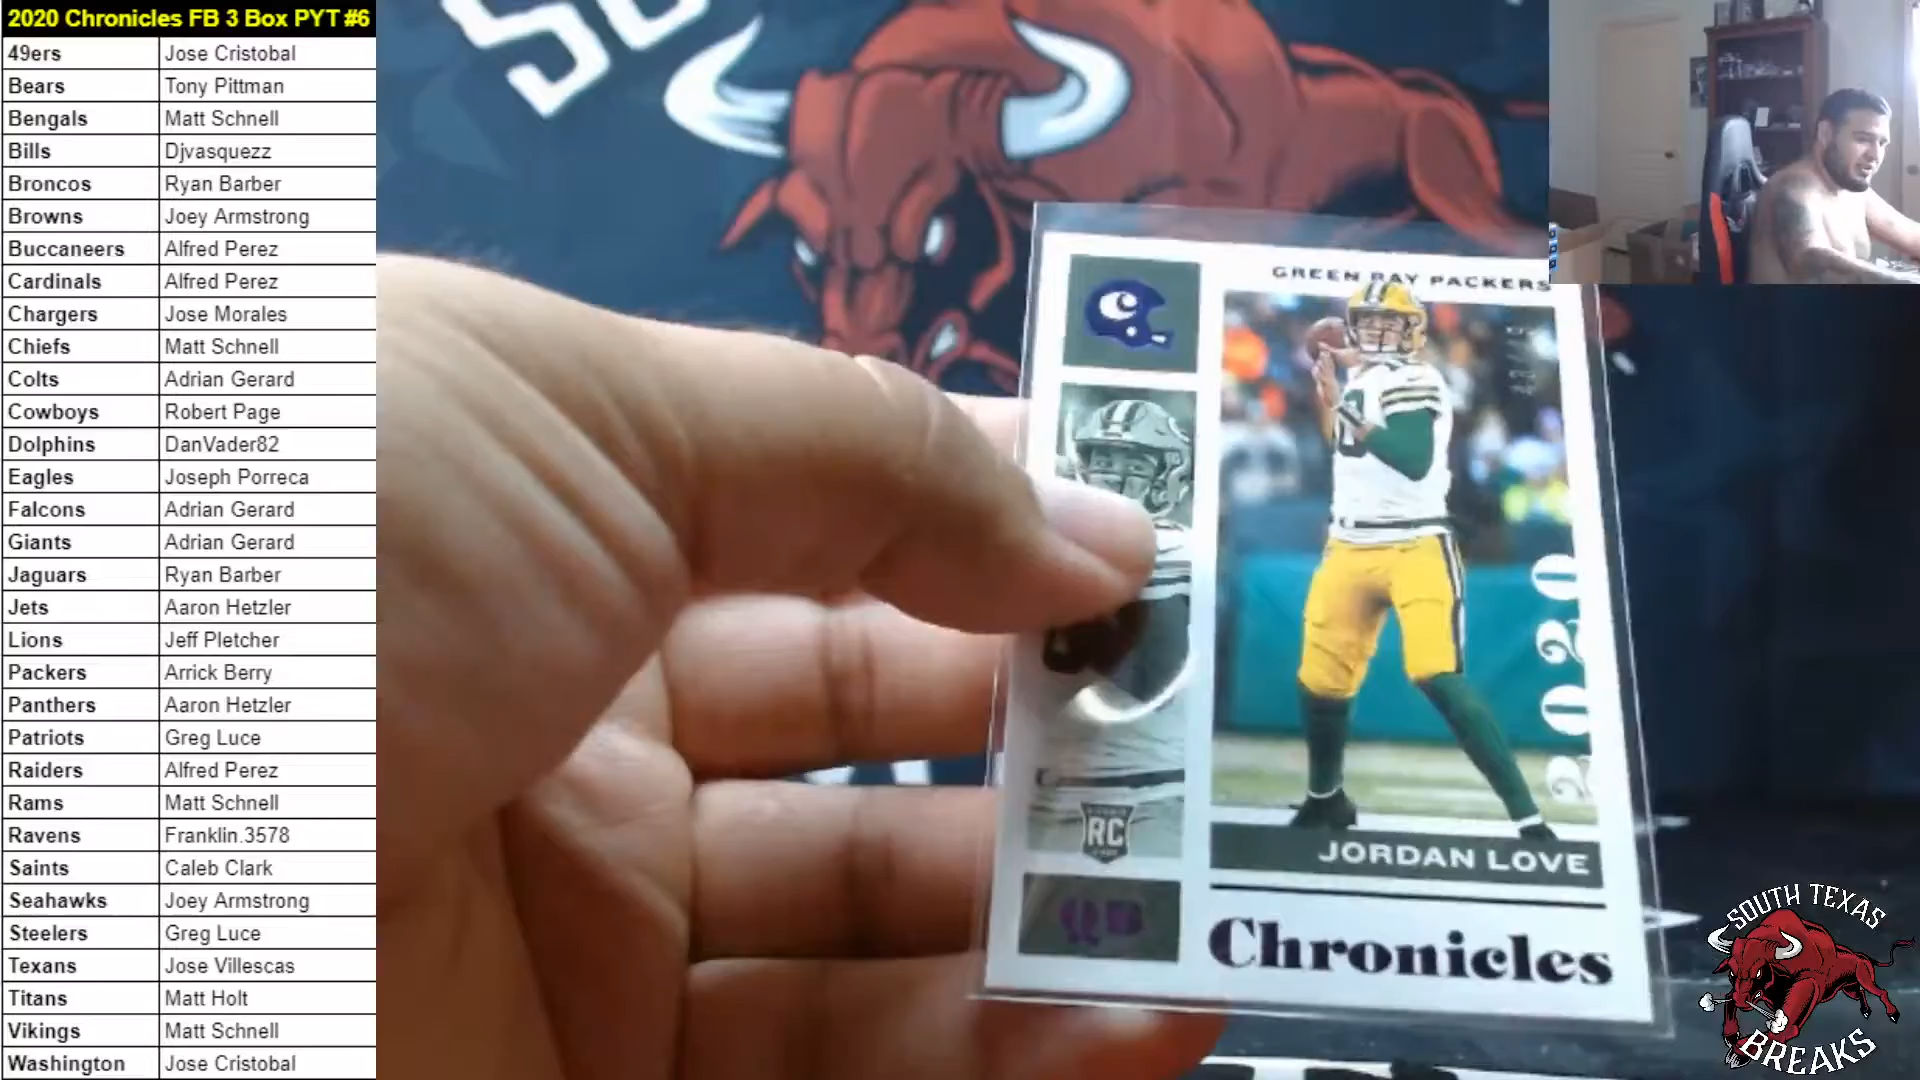 2020 Chronicles FB 3 Box PYT #6
49ers Jose Cristobal
Bears Tony Pittman
Bengals Matt Schnell
Bills Djvasquezz
Broncos Ryan Barber
Browns Joey Armstrong
Buccaneers Alfred Perez
Cardinals Alfred Perez
Chargers Jose Morales
Chiefs Matt Schnell
Colts Adrian Gerard
Cowboys Robert Page
Dolphins DanVader82
Eagles Joseph Porreca
Falcons Adrian Gerard
Giants Adrian Gerard
Jaguars Ryan Barber
Jets Aaron Hetzler
Lions Jeff Pletcher
Packers Arrick Berry
Panthers Aaron Hetzler
Patriots Greg Luce
Raiders Alfred Perez
Rams Matt Schnell
Ravens Franklin.3578
Saints Caleb Clark
Seahawks Joey Armstrong
Steelers Greg Luce
Texans Jose Villescas
Titans Matt Holt
Vikings Matt Schnell
Washington Jose Cristobal
GREEN BAY PACKERS
C
2020
RC
JORDAN LOVE
QB
Chronicles
SOUTH TEXAS
BREAKS